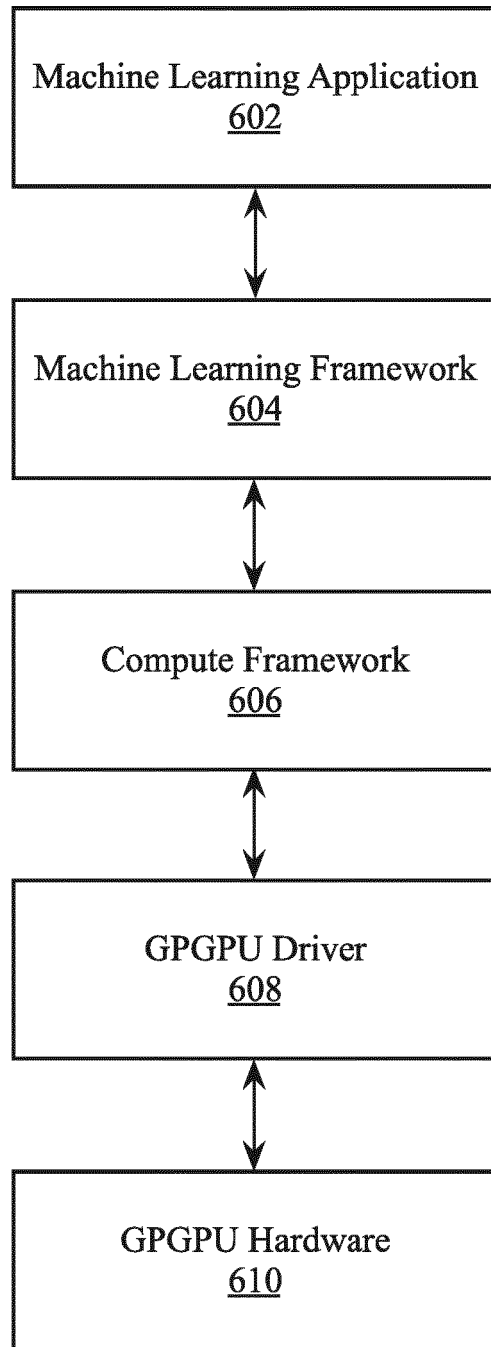 Machine Learning Application
602
Machine Learning Framework
604
Compute Framework
606
GPGPU Driver
608
GPGPU Hardware
610